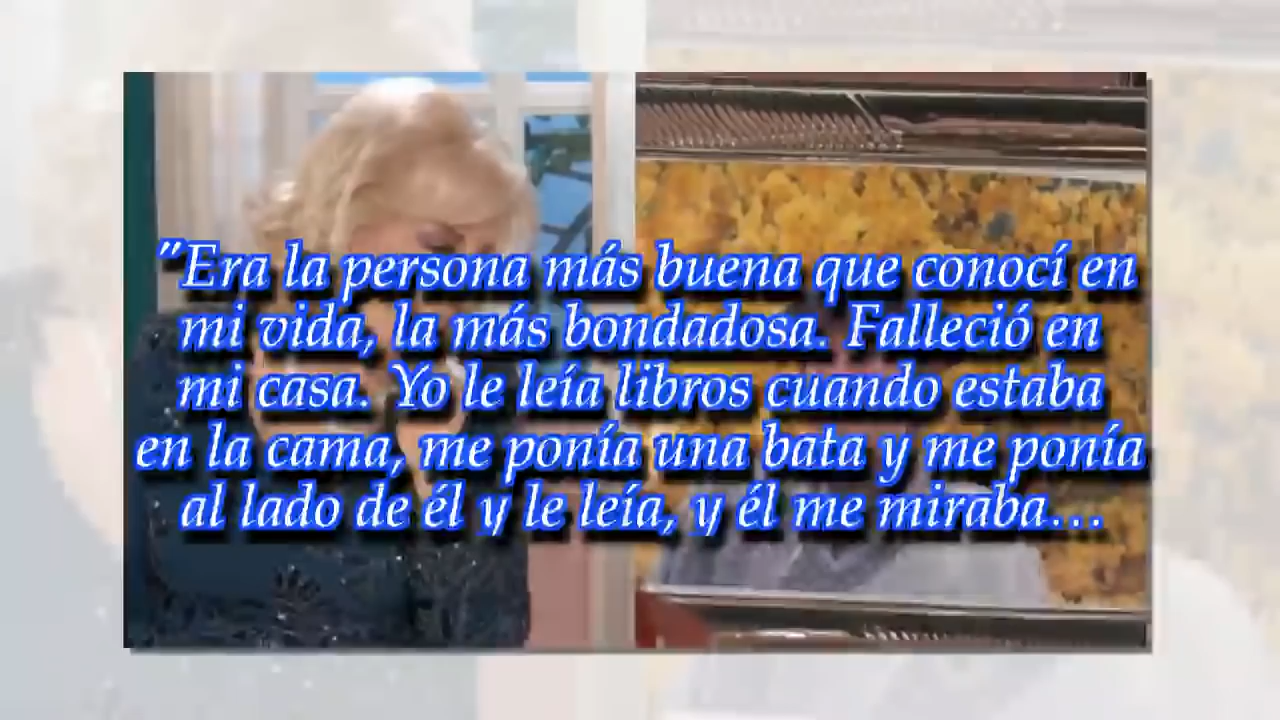 "Era la persona más buena que conocí en
mi vida, la más bondadosa. Falleció en
mi casa. Yo le leía libros cuando estaba
en la cama, me ponía una bata y me ponía
al lado de él y le leía, y él me miraba...